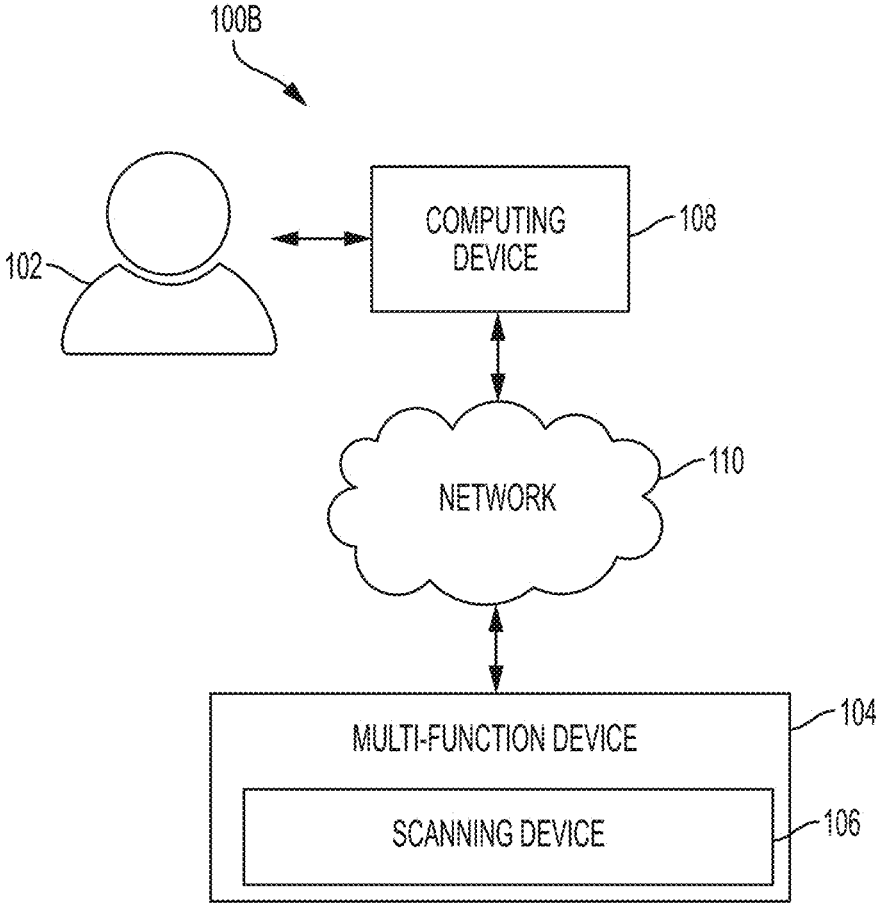 100B
COMPUTING
DEVICE
108
102
NETWORK
110
MULTI-FUNCTION DEVICE
104
SCANNING DEVICE
106